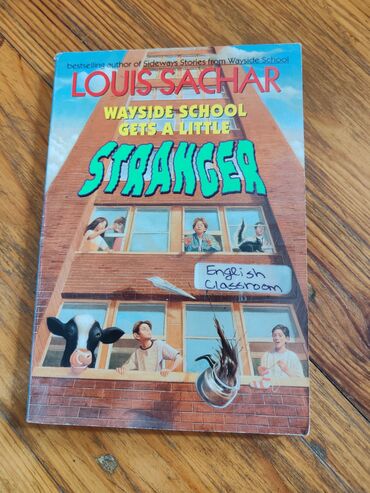 bestselling author of Sideways Stories from Wayside School
LOUIS SACHAR
WAYSIDE SCHOOL
GETS A LITTLE
STRANGER
English
Classroom